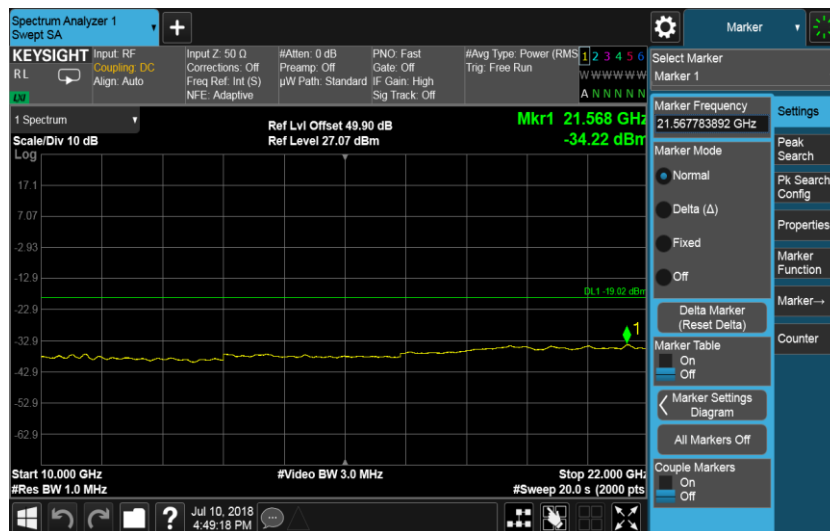 Spectrum Analyzer 1
Swept SA
+
Marker
KEYSIGHT
RL
LXI
Input: RF
Coupling: DC
Align: Auto
Input Z: 50 Ω
Corrections: Off
Freq Ref: Int (S)
NFE: Adaptive
#Atten: 0 dB
Preamp: Off
µW Path: Standard
PNO: Fast
Gate: Off
IF Gain: High
Sig Track: Off
#Avg Type: Power (RMS
Trig: Free Run
1 2 3 4 5 6
W W W W W W
A N N N N N
Select Marker
Marker 1
1 Spectrum
Scale/Div 10 dB
Log
Ref Lvl Offset 49.90 dB
Ref Level 27.07 dBm
Mkr1 21.568 GHz
-34.22 dBm
17.1
7.07
-2.93
-12.9
-22.9
-32.9
-42.9
-52.9
-62.9
DL1 -19.02 dBm
1
Start 10.000 GHz
#Res BW 1.0 MHz
#Video BW 3.0 MHz
Stop 22.000 GHz
#Sweep 20.0 s (2000 pts
Marker Frequency
21.567783892 GHz
Marker Mode
Normal
Delta (Δ)
Fixed
Off
Delta Marker
(Reset Delta)
Marker Table
On
Off
Marker Settings
Diagram
All Markers Off
Couple Markers
On
Off
Settings
Peak
Search
Pk Search
Config
Properties
Marker
Function
Marker→
Counter
?
Jul 10, 2018
4:49:18 PM